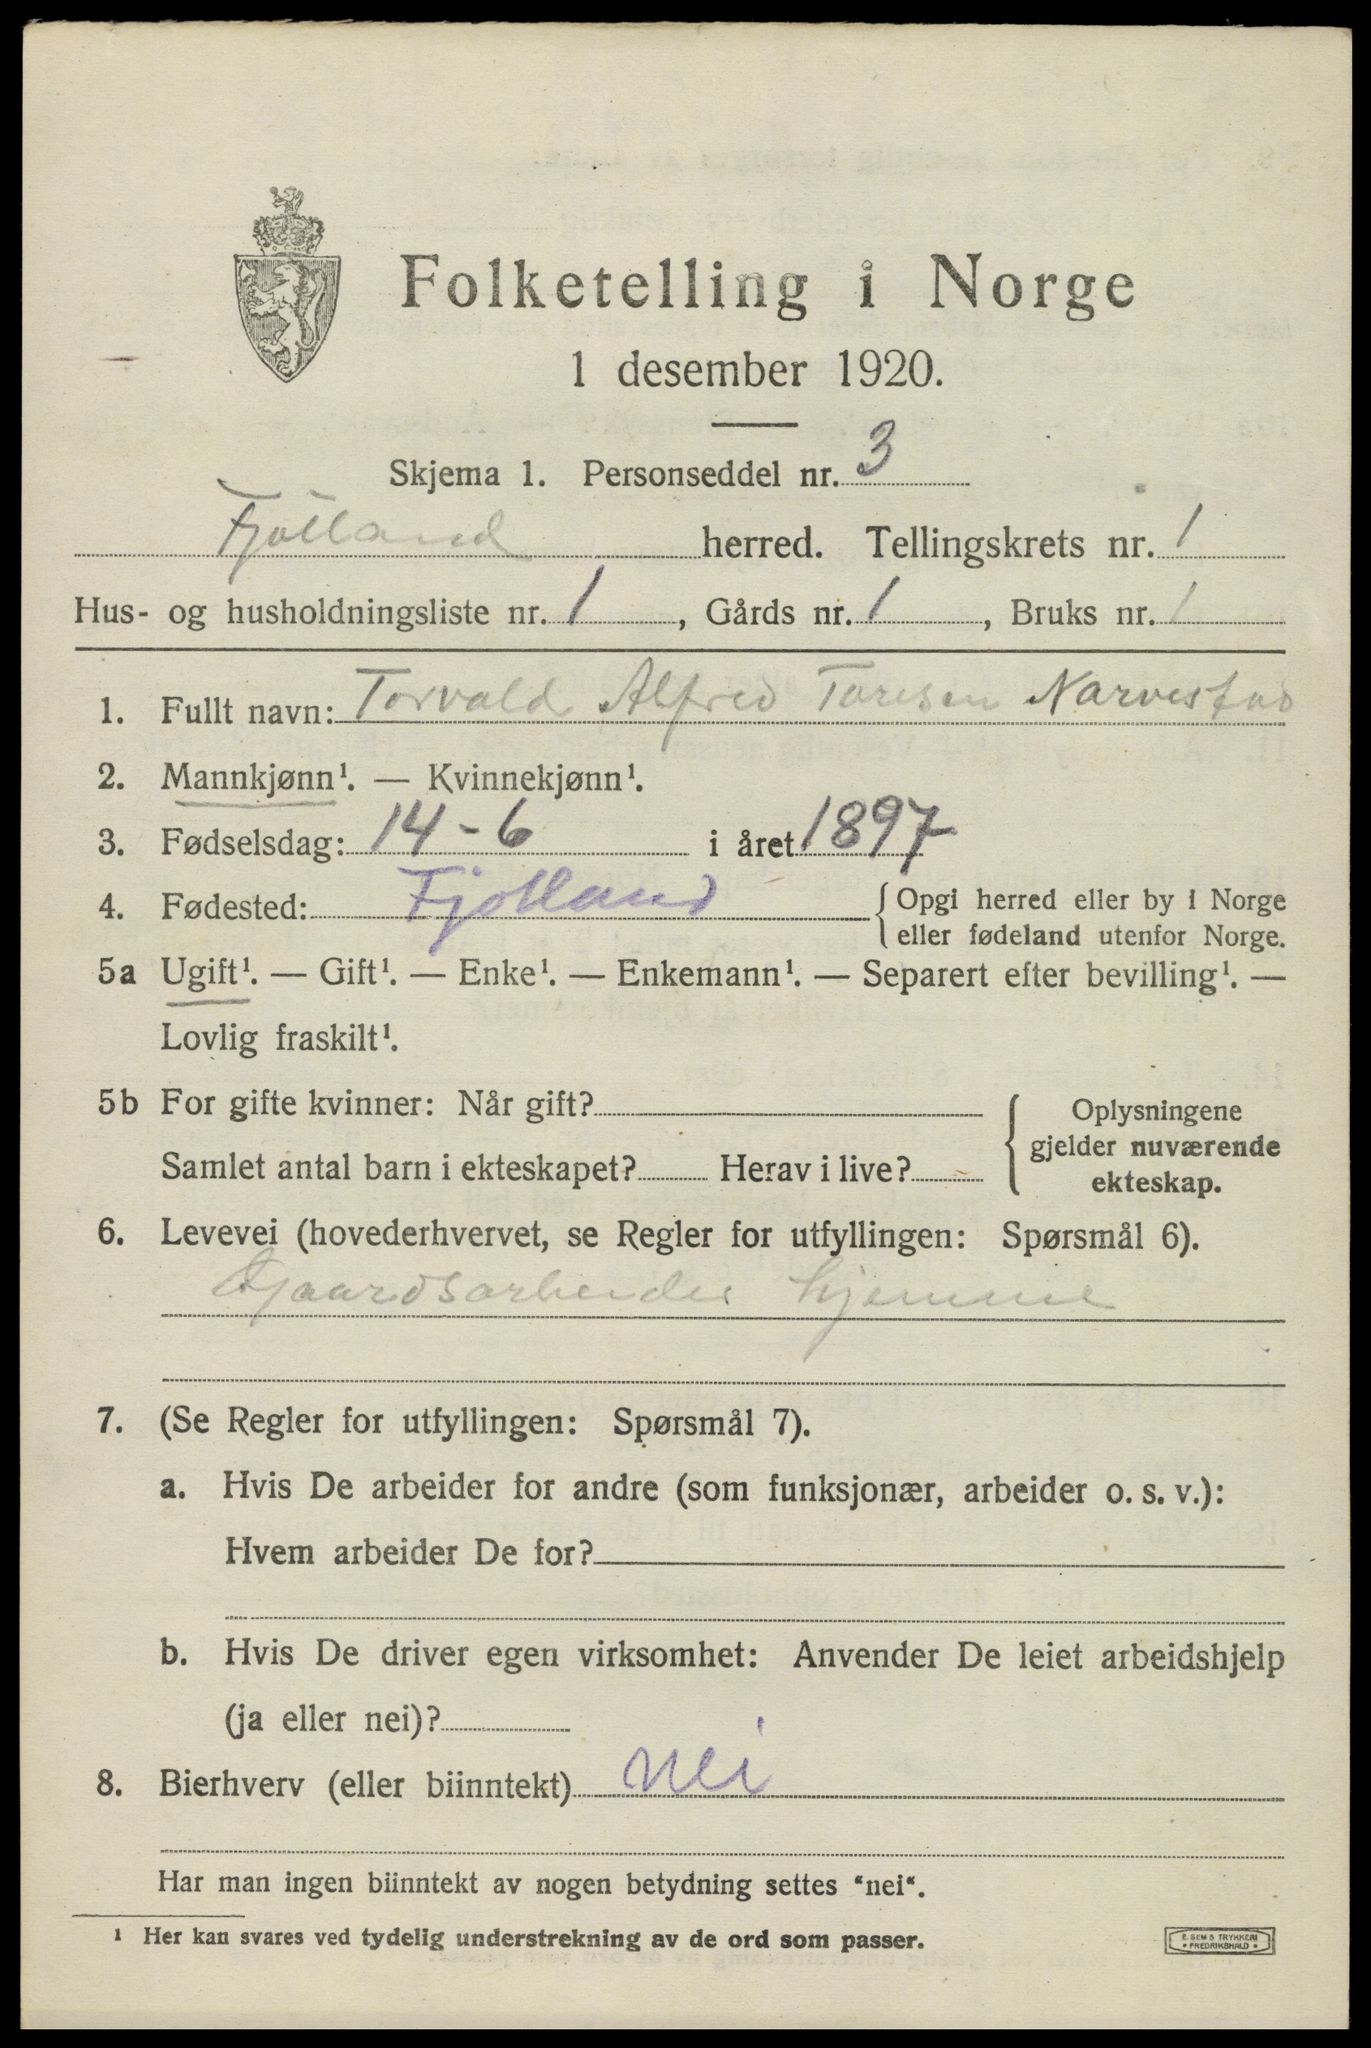 Folketelling i Norge
1 desember 1920.
Skjema 1. Personseddel nr. 3
Fjotland herred. Tellingskrets nr. 1
Hus- og husholdningsliste nr. 1, Gårds nr. 1, Bruks nr. 1
1. Fullt navn: Torvald Alfred Toresen Narvestad
2. Mannkjønn¹. — Kvinnekjønn¹.
3. Fødselsdag: 14-6 i året 1897
4. Fødested: Fjotland {Opgi herred eller by i Norge
eller fødeland utenfor Norge.
5a Ugift¹. — Gift¹. — Enke¹. — Enkemann¹. — Separert efter bevilling¹. —
Lovlig fraskilt¹.
5b For gifte kvinner: Når gift?
Samlet antal barn i ekteskapet? Herav i live?
{Oplysningene
gjelder nuværende
ekteskap.
6. Levevei (hovederhvervet, se Regler for utfyllingen: Spørsmål 6).
Gaardsarbeider hjemme
7. (Se Regler for utfyllingen: Spørsmål 7).
a. Hvis De arbeider for andre (som funksjonær, arbeider o. s. v.):
Hvem arbeider De for?
b. Hvis De driver egen virksomhet: Anvender De leiet arbeidshjelp
(ja eller nei)?
8. Bierhverv (eller biinntekt) nei
Har man ingen biinntekt av nogen betydning settes "nei".
¹ Her kan svares ved tydelig understrekning av de ord som passer.
E. SEM'S TRYKKERI
• FREDRIKSHALD •